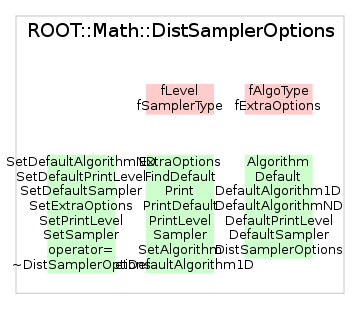 ROOT::Math::DistSamplerOptions
fLevel
fSamplerType
fAlgoType
fExtraOptions
SetDefaultAlgorithmND
SetDefaultPrintLevel
SetDefaultSampler
SetExtraOptions
SetPrintLevel
SetSampler
operator=
~DistSamplerOptions
ExtraOptions
FindDefault
Print
PrintDefault
PrintLevel
Sampler
SetAlgorithm
SetDefaultAlgorithm1D
Algorithm
Default
DefaultAlgorithm1D
DefaultAlgorithmND
DefaultPrintLevel
DefaultSampler
DistSamplerOptions